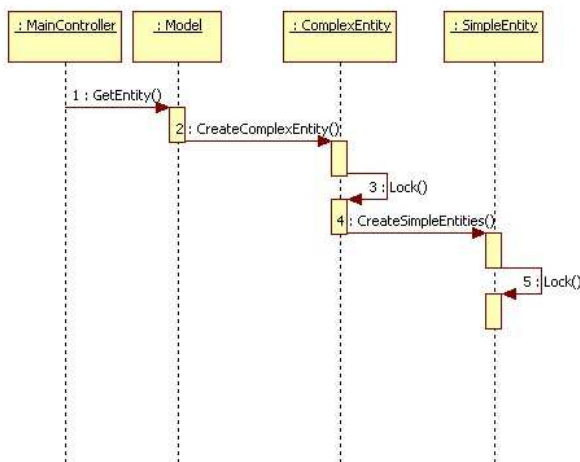 : MainController
: Model
: ComplexEntity
: SimpleEntity
1 : GetEntity()
2 : CreateComplexEntity()
3 : Lock()
4 : CreateSimpleEntities()
5 : Lock()